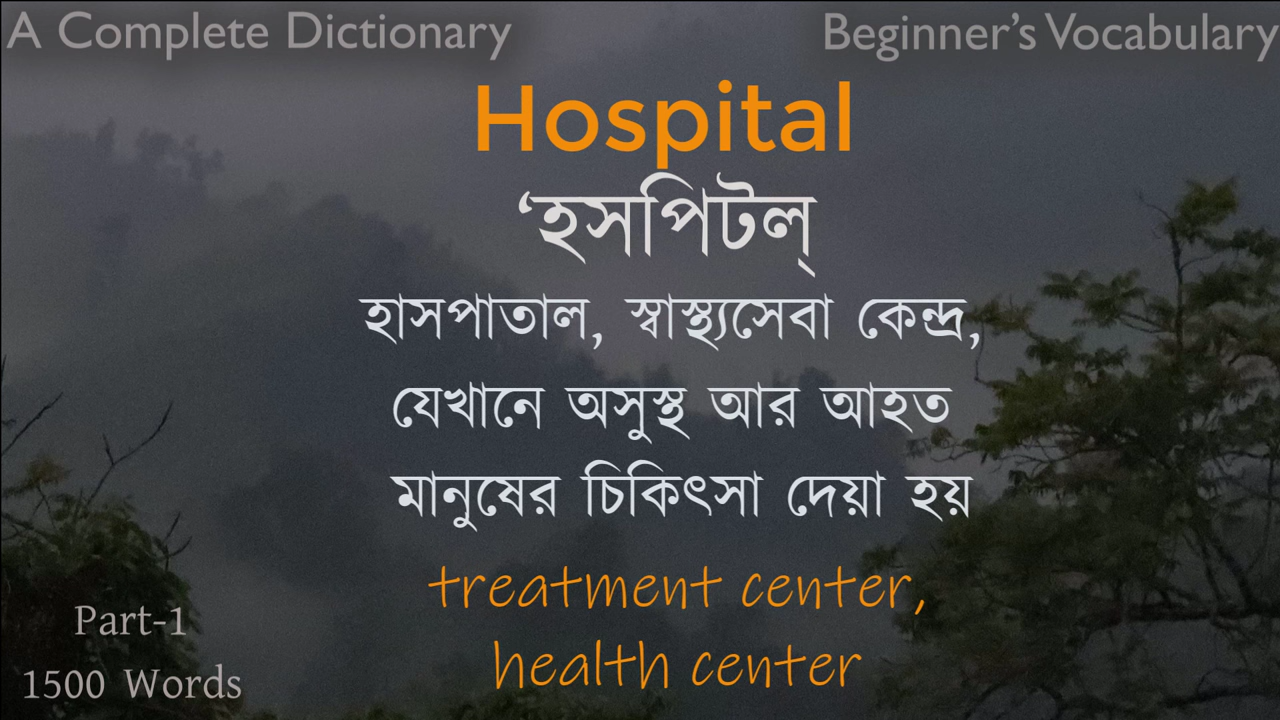 A Complete Dictionary
Beginner's Vocabulary
Hospital
‘হসপিটল্
হাসপাতাল, স্বাস্থ্যসেবা কেন্দ্র,
যেখানে অসুস্থ আর আহত
মানুষের চিকিৎসা দেয়া হয়
treatment center,
health center
Part-1
1500 Words